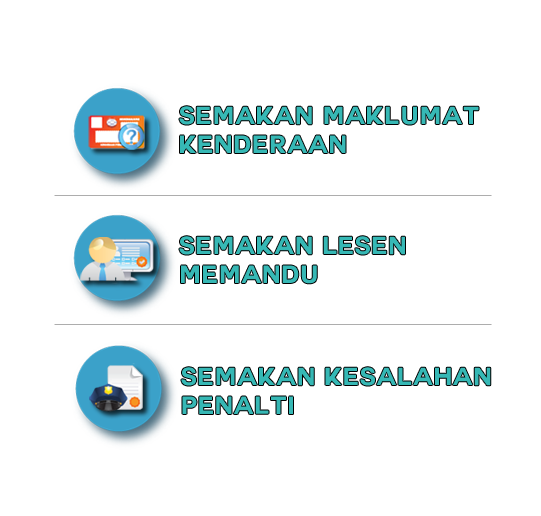 SEMAKAN MAKLUMAT
KENDERAAN
SEMAKAN LESEN
MEMANDU
SEMAKAN KESALAHAN
PENALTI